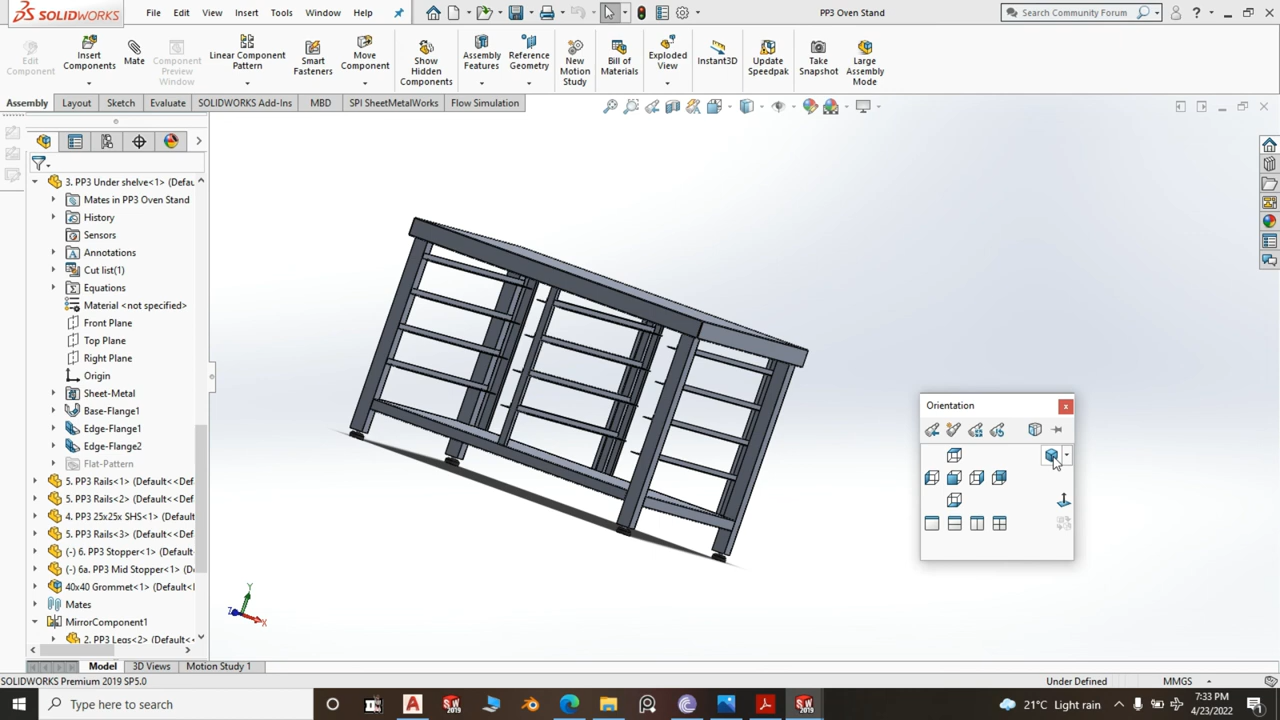 SOLIDWORKS File Edit View Insert Tools Window Help PP3 Oven Stand Search Community Forum
Edit Component
Insert Components
Mate
Component Preview Window
Linear Component Pattern
Smart Fasteners
Move Component
Show Hidden Components
Assembly Features
Reference Geometry
New Motion Study
Bill of Materials
Exploded View
Instant3D
Update Speedpak
Take Snapshot
Large Assembly Mode
Assembly Layout Sketch Evaluate SOLIDWORKS Add-Ins MBD SPI SheetMetalWorks Flow Simulation
3. PP3 Under shelve<1> (Defau
Mates in PP3 Oven Stand
History
Sensors
Annotations
Cut list(1)
Equations
Material <not specified>
Front Plane
Top Plane
Right Plane
Origin
Sheet-Metal
Base-Flange1
Edge-Flange1
Edge-Flange2
Flat-Pattern
5. PP3 Rails<1> (Default<<Def
5. PP3 Rails<2> (Default<<Def
4. PP3 25x25x SHS<1> (Defau
5. PP3 Rails<3> (Default<<Def
(-) 6. PP3 Stopper<1> (Default
(-) 6a. PP3 Mid Stopper<1> (D
40x40 Grommet<1> (Default<
Mates
MirrorComponent1
2. PP3 Legs<2> (Default<<
Orientation
Y
Z
X
Model 3D Views Motion Study 1
SOLIDWORKS Premium 2019 SP5.0 Under Defined MMGS
Type here to search
21°C Light rain
7:33 PM
4/23/2022